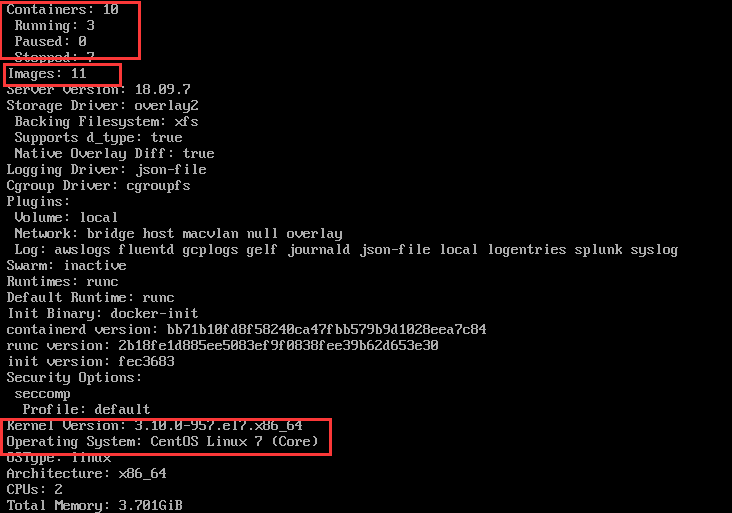 Containers: 10
Running: 3
Paused: 0
Stopped: 7
Images: 11
Server Version: 18.09.7
Storage Driver: overlay2
Backing Filesystem: xfs
Supports d_type: true
Native Overlay Diff: true
Logging Driver: json-file
Cgroup Driver: cgroupfs
Plugins:
Volume: local
Network: bridge host macvlan null overlay
Log: awslogs fluentd gcplogs gelf journald json-file local logentries splunk syslog
Swarm: inactive
Runtimes: runc
Default Runtime: runc
Init Binary: docker-init
containerd version: bb71b10fd8f58240ca47fbb579b9d1028eea7c84
runc version: 2b18fe1d885ee5083ef9f0838fee39b62d653e30
init version: fec3683
Security Options:
seccomp
Profile: default
Kernel Version: 3.10.0-957.el7.x86_64
Operating System: CentOS Linux 7 (Core)
OSType: linux
Architecture: x86_64
CPUs: 2
Total Memory: 3.701GiB